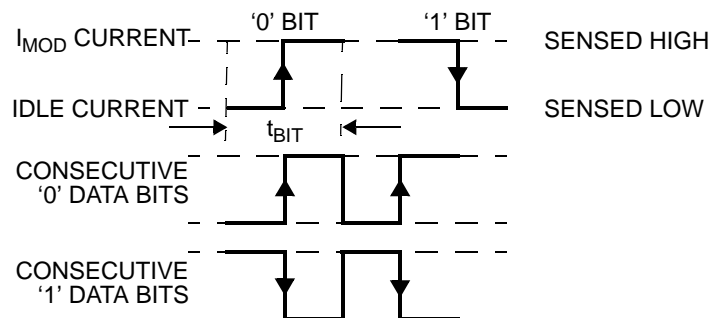 ‘0’ BIT
‘1’ BIT
I_MOD CURRENT
SENSED HIGH
IDLE CURRENT
SENSED LOW
t_BIT
CONSECUTIVE
‘0’ DATA BITS
CONSECUTIVE
‘1’ DATA BITS